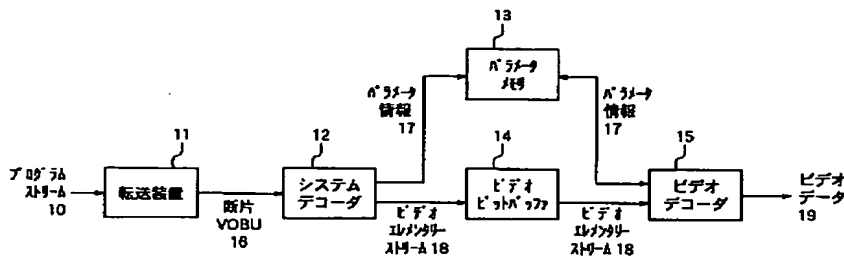 13
パラメータ
メモリ
パラメータ
情報
17
パラメータ
情報
17
11
12
14
15
プログラム
ストリーム
10
転送装置
断片
VOBU
16
システム
デコーダ
ビデオ
ビットバッファ
ビデオ
デコーダ
ビデオ
データ
19
ビデオ
エレメンタリー
ストリーム 18
ビデオ
エレメンタリー
ストリーム 18